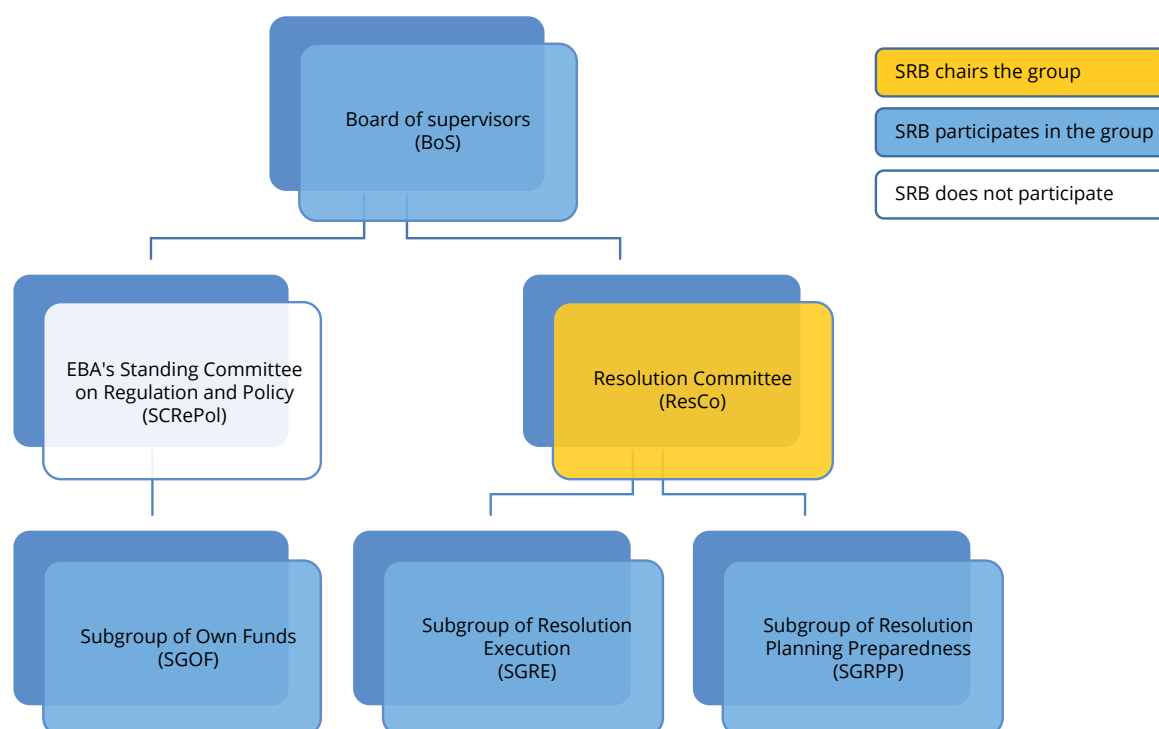 Board of supervisors
(BoS)
SRB chairs the group
SRB participates in the group
SRB does not participate
EBA's Standing Committee
on Regulation and Policy
(SCRePol)
Resolution Committee
(ResCo)
Subgroup of Own Funds
(SGOF)
Subgroup of Resolution
Execution
(SGRE)
Subgroup of Resolution
Planning Preparedness
(SGRPP)